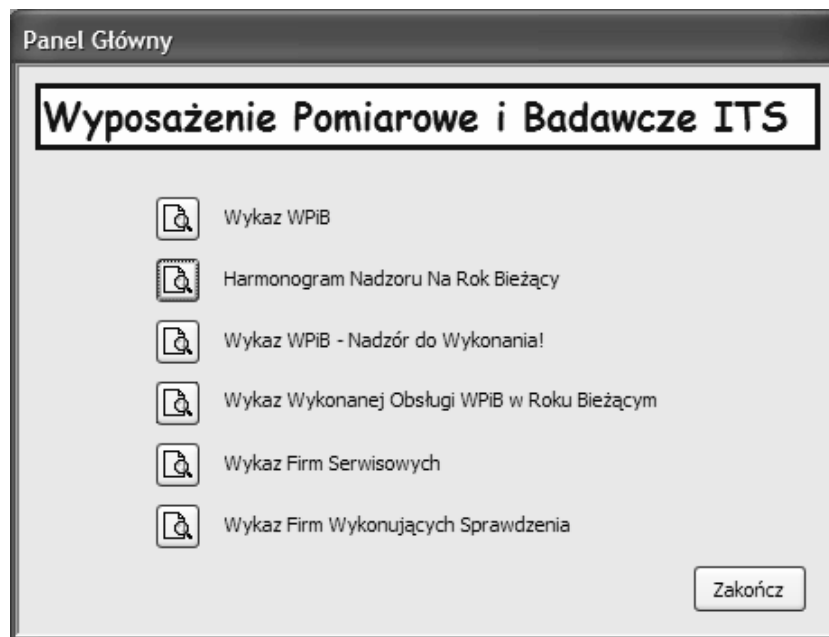 Panel Główny
Wyposażenie Pomiarowe i Badawcze ITS
Wykaz WPiB
Harmonogram Nadzoru Na Rok Bieżący
Wykaz WPiB - Nadzór do Wykonania!
Wykaz Wykonanej Obsługi WPiB w Roku Bieżącym
Wykaz Firm Serwisowych
Wykaz Firm Wykonujących Sprawdzenia
Zakończ